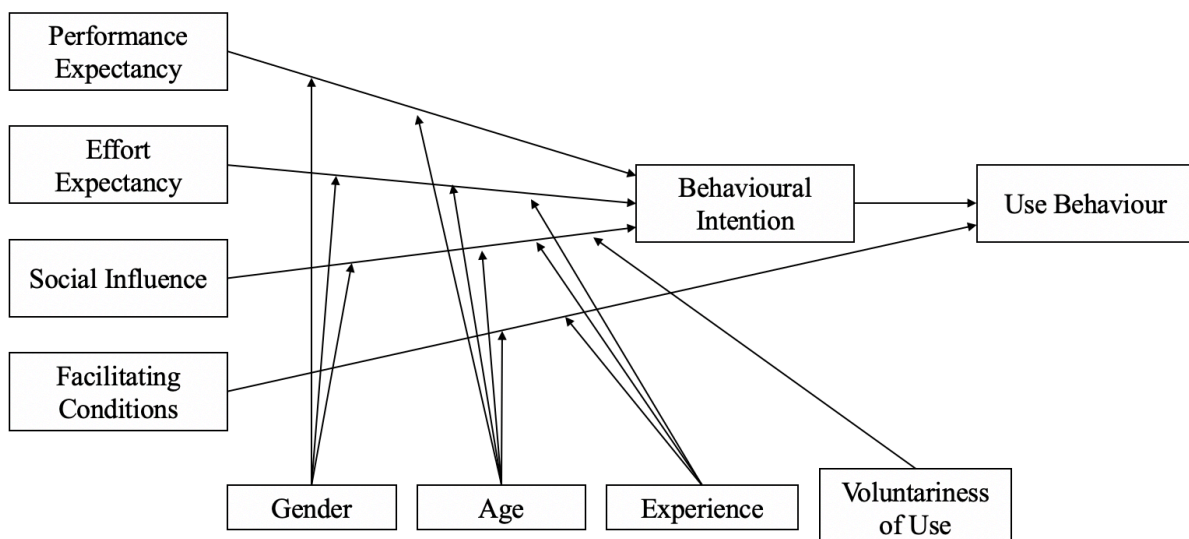 Performance
Expectancy
Effort
Expectancy
Social Influence
Facilitating
Conditions
Behavioural
Intention
Use Behaviour
Gender
Age
Experience
Voluntariness
of Use